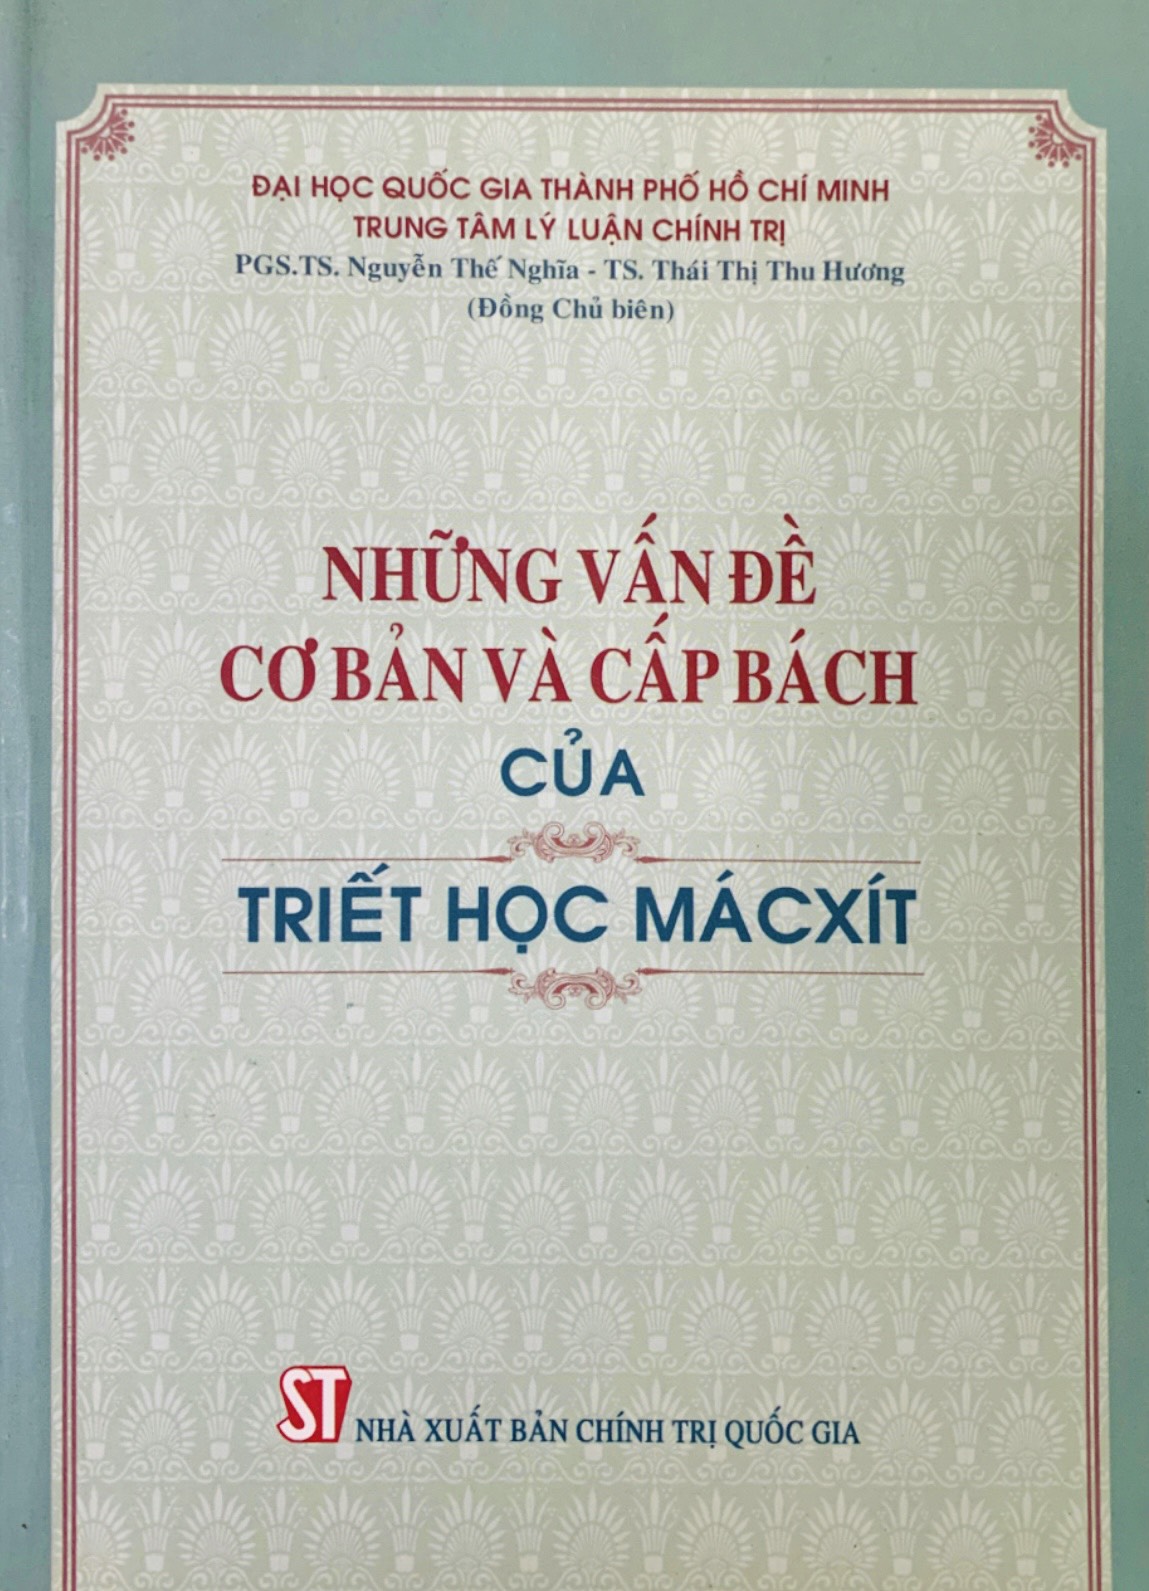 ĐẠI HỌC QUỐC GIA THÀNH PHỐ HỒ CHÍ MINH
TRUNG TÂM LÝ LUẬN CHÍNH TRỊ
PGS.TS. Nguyễn Thế Nghĩa - TS. Thái Thị Thu Hương
(Đồng Chủ biên)
NHỮNG VẤN ĐỀ
CƠ BẢN VÀ CẤP BÁCH
CỦA
TRIẾT HỌC MÁCXÍT
ST NHÀ XUẤT BẢN CHÍNH TRỊ QUỐC GIA